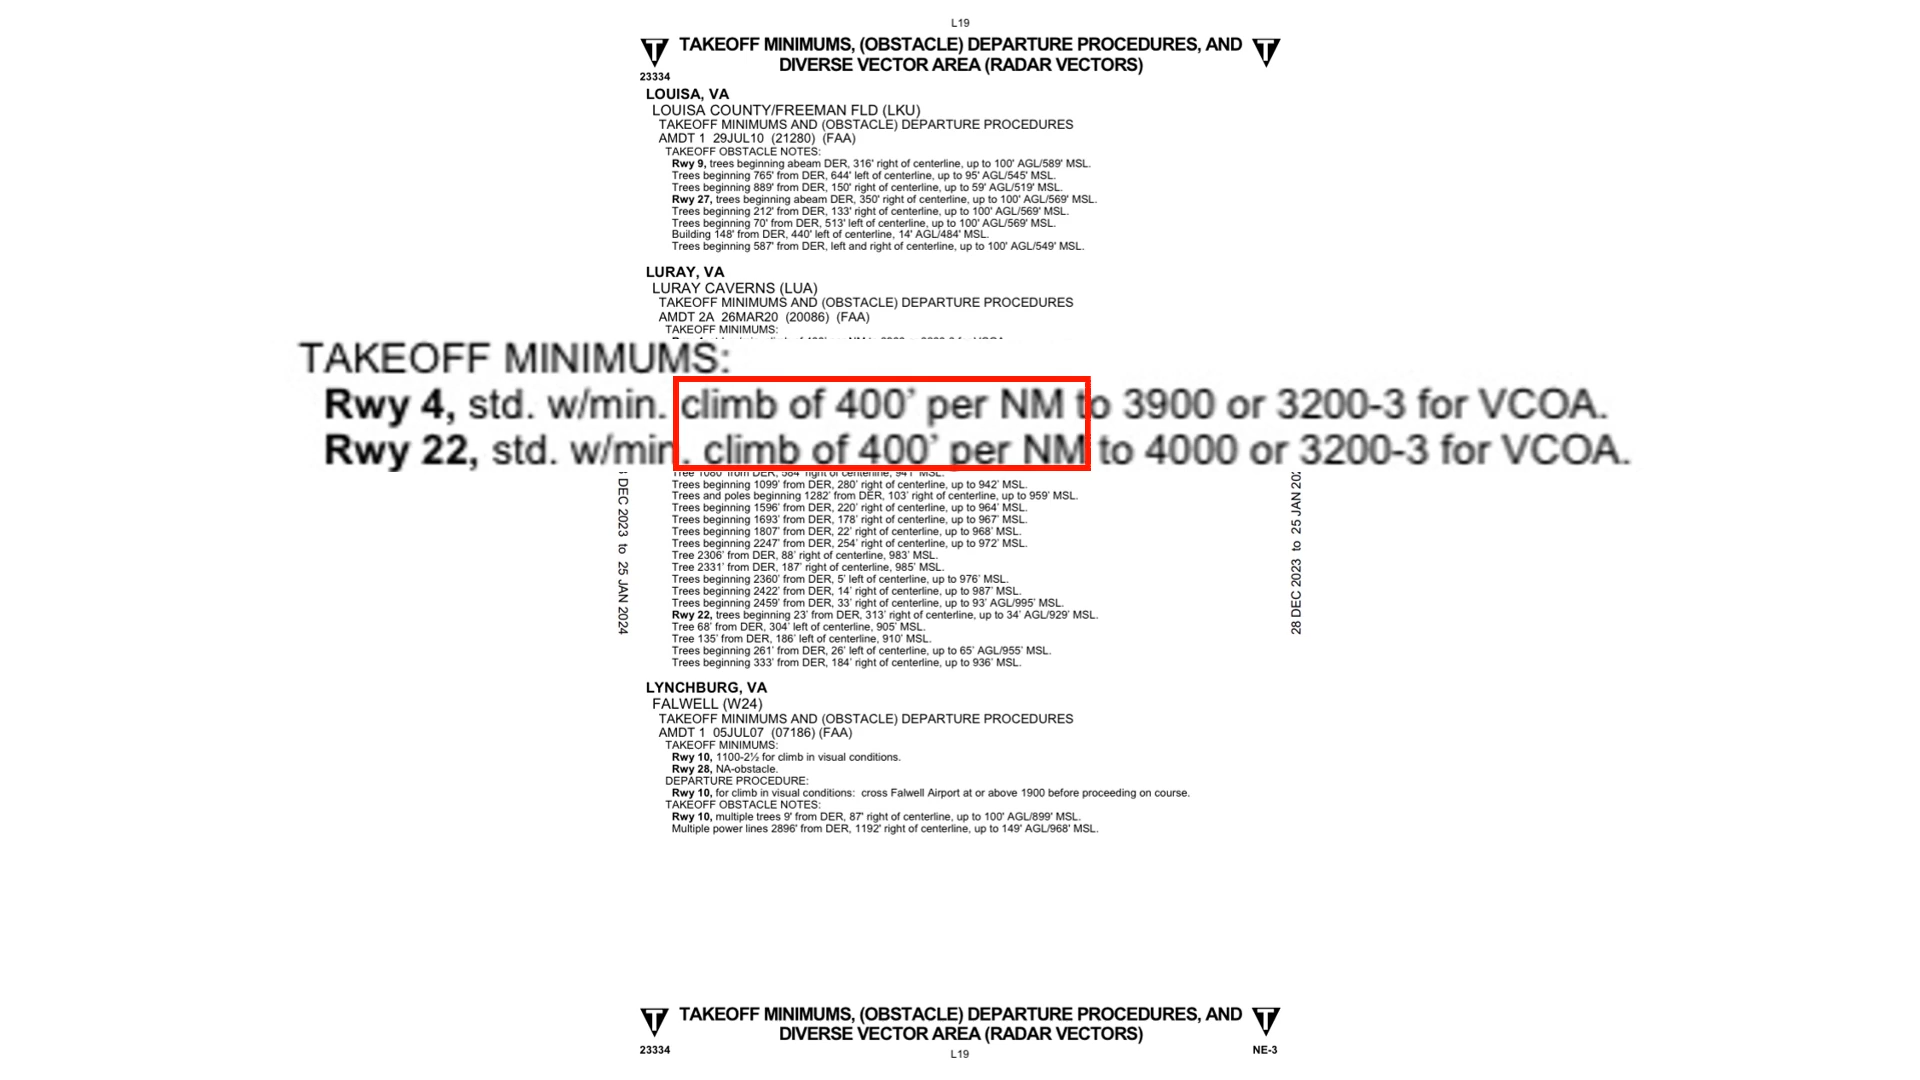 L19
TAKEOFF MINIMUMS, (OBSTACLE) DEPARTURE PROCEDURES, AND
DIVERSE VECTOR AREA (RADAR VECTORS)
23334
LOUISA, VA
LOUISA COUNTY/FREEMAN FLD (LKU)
TAKEOFF MINIMUMS AND (OBSTACLE) DEPARTURE PROCEDURES
AMDT 1 29JUL10 (21280) (FAA)
TAKEOFF OBSTACLE NOTES:
Rwy 9, trees beginning abeam DER, 316' right of centerline, up to 100' AGL/589' MSL.
Trees beginning 765' from DER, 644' left of centerline, up to 95' AGL/545' MSL.
Trees beginning 889' from DER, 150' right of centerline, up to 59' AGL/519' MSL.
Rwy 27, trees beginning abeam DER, 350' right of centerline, up to 100' AGL/569' MSL.
Trees beginning 212' from DER, 133' right of centerline, up to 100' AGL/569' MSL.
Trees beginning 70' from DER, 513' left of centerline, up to 100' AGL/569' MSL.
Building 148' from DER, 440' left of centerline, 14' AGL/484' MSL.
Trees beginning 587' from DER, left and right of centerline, up to 100' AGL/549' MSL.
LURAY, VA
LURAY CAVERNS (LUA)
TAKEOFF MINIMUMS AND (OBSTACLE) DEPARTURE PROCEDURES
AMDT 2A 26MAR20 (20086) (FAA)
TAKEOFF MINIMUMS:
TAKEOFF MINIMUMS:
Rwy 4, std. w/min. climb of 400' per NM to 3900 or 3200-3 for VCOA.
Rwy 22, std. w/min. climb of 400' per NM to 4000 or 3200-3 for VCOA.
Tree 1080' from DER, 584' right of centerline, 941' MSL.
Trees beginning 1099' from DER, 280' right of centerline, up to 942' MSL.
Trees and poles beginning 1282' from DER, 103' right of centerline, up to 959' MSL.
Trees beginning 1596' from DER, 220' right of centerline, up to 964' MSL.
Trees beginning 1693' from DER, 178' right of centerline, up to 967' MSL.
Trees beginning 1807' from DER, 22' right of centerline, up to 968' MSL.
Trees beginning 2247' from DER, 254' right of centerline, up to 972' MSL.
Tree 2306' from DER, 88' right of centerline, 983' MSL.
Tree 2331' from DER, 187' right of centerline, 985' MSL.
Trees beginning 2360' from DER, 5' left of centerline, up to 976' MSL.
Trees beginning 2422' from DER, 14' right of centerline, up to 987' MSL.
Trees beginning 2459' from DER, 33' right of centerline, up to 93' AGL/995' MSL.
Rwy 22, trees beginning 23' from DER, 313' right of centerline, up to 34' AGL/929' MSL.
Tree 68' from DER, 304' left of centerline, 905' MSL.
Tree 135' from DER, 186' left of centerline, 910' MSL.
Trees beginning 261' from DER, 26' left of centerline, up to 65' AGL/955' MSL.
Trees beginning 333' from DER, 184' right of centerline, up to 936' MSL.
DEC 2023 to 25 JAN 2024
28 DEC 2023 to 25 JAN
LYNCHBURG, VA
FALWELL (W24)
TAKEOFF MINIMUMS AND (OBSTACLE) DEPARTURE PROCEDURES
AMDT 1 05JUL07 (07186) (FAA)
TAKEOFF MINIMUMS:
Rwy 10, 1100-2½ for climb in visual conditions.
Rwy 28, NA-obstacle.
DEPARTURE PROCEDURE:
Rwy 10, for climb in visual conditions: cross Falwell Airport at or above 1900 before proceeding on course.
TAKEOFF OBSTACLE NOTES:
Rwy 10, multiple trees 9' from DER, 87' right of centerline, up to 100' AGL/899' MSL.
Multiple power lines 2896' from DER, 1192' right of centerline, up to 149' AGL/968' MSL.
TAKEOFF MINIMUMS, (OBSTACLE) DEPARTURE PROCEDURES, AND
DIVERSE VECTOR AREA (RADAR VECTORS)
23334
L19
NE-3